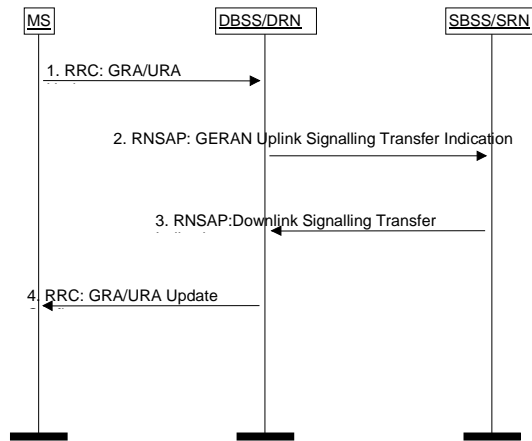 MS
DBSS/DRN
SBSS/SRN
1. RRC: GRA/URA
2. RNSAP: GERAN Uplink Signalling Transfer Indication
3. RNSAP:Downlink Signalling Transfer
4. RRC: GRA/URA Update